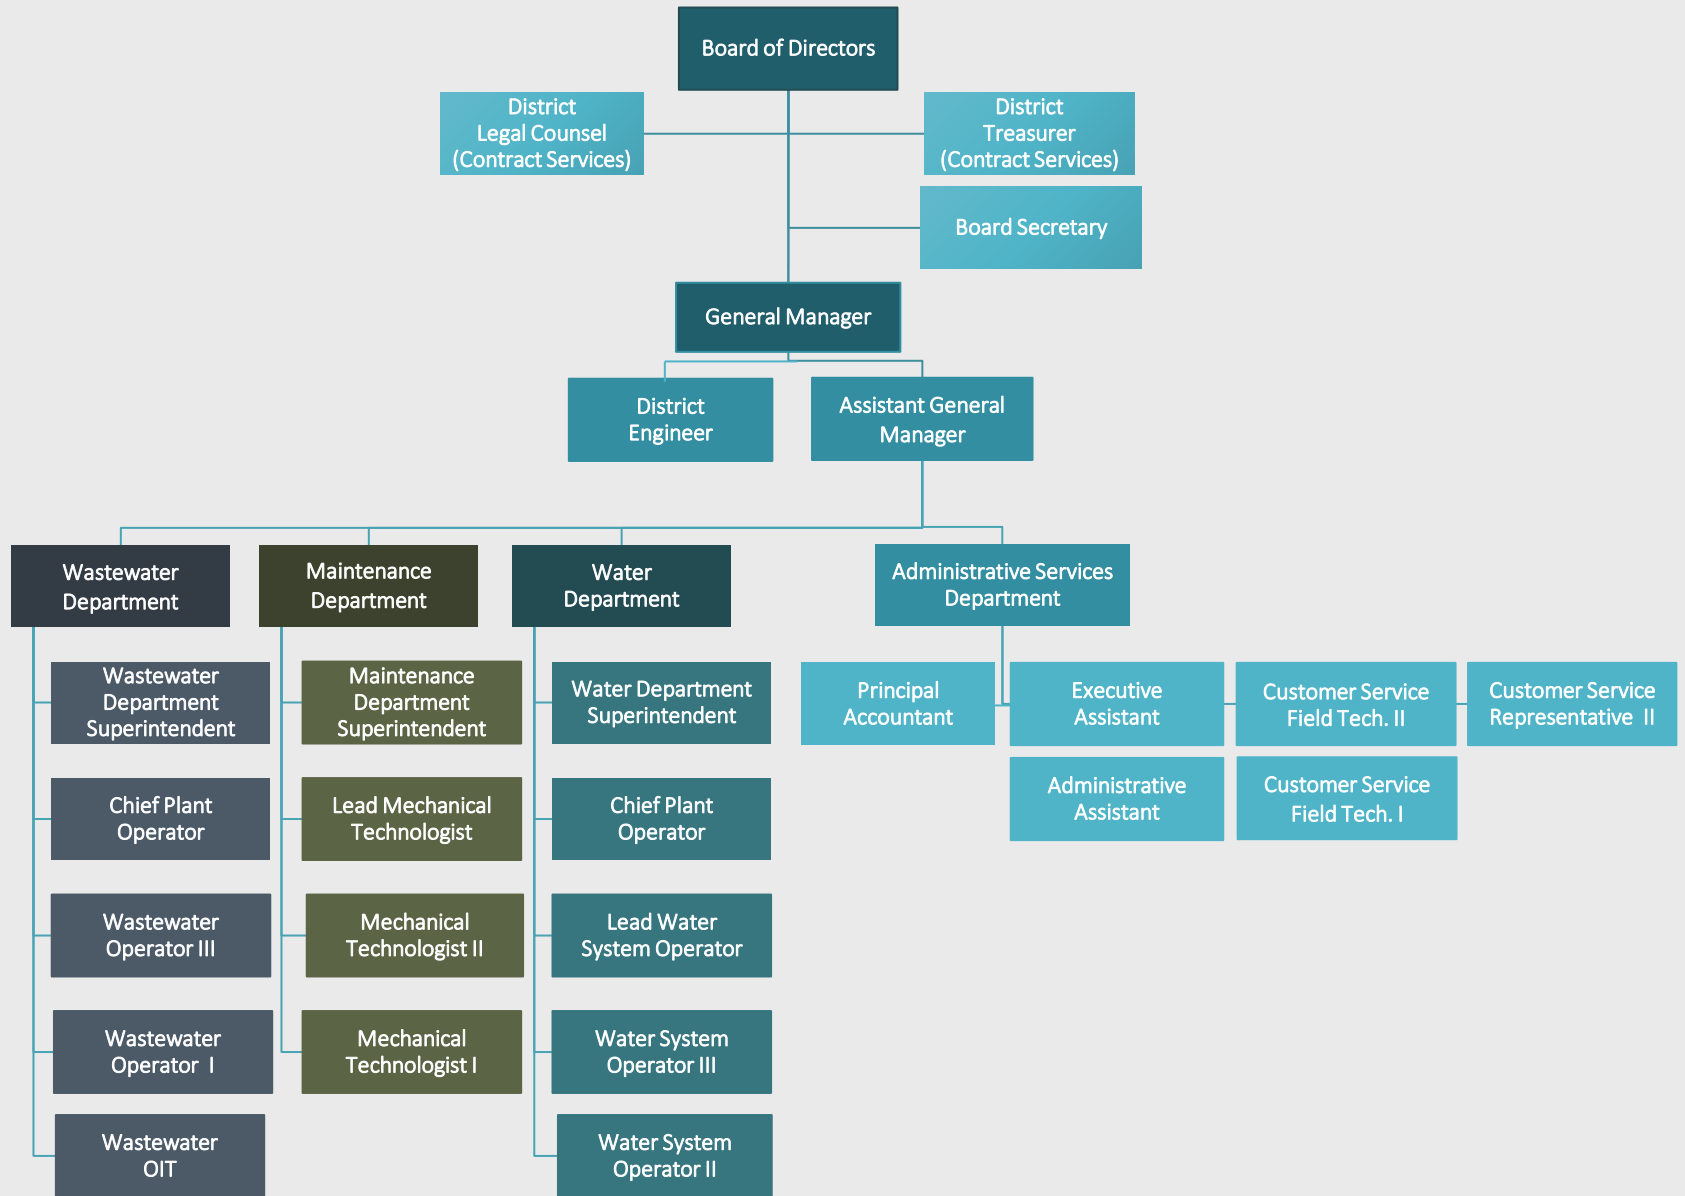 Board of Directors
District
Legal Counsel
(Contract Services)
District
Treasurer
(Contract Services)
Board Secretary
General Manager
District
Engineer
Assistant General
Manager
Wastewater
Department
Maintenance
Department
Water
Department
Administrative Services
Department
Wastewater
Department
Superintendent
Maintenance
Department
Superintendent
Water Department
Superintendent
Principal
Accountant
Executive
Assistant
Customer Service
Field Tech. II
Customer Service
Representative II
Chief Plant
Operator
Lead Mechanical
Technologist
Chief Plant
Operator
Administrative
Assistant
Customer Service
Field Tech. I
Wastewater
Operator III
Mechanical
Technologist II
Lead Water
System Operator
Wastewater
Operator I
Mechanical
Technologist I
Water System
Operator III
Wastewater
OIT
Water System
Operator II